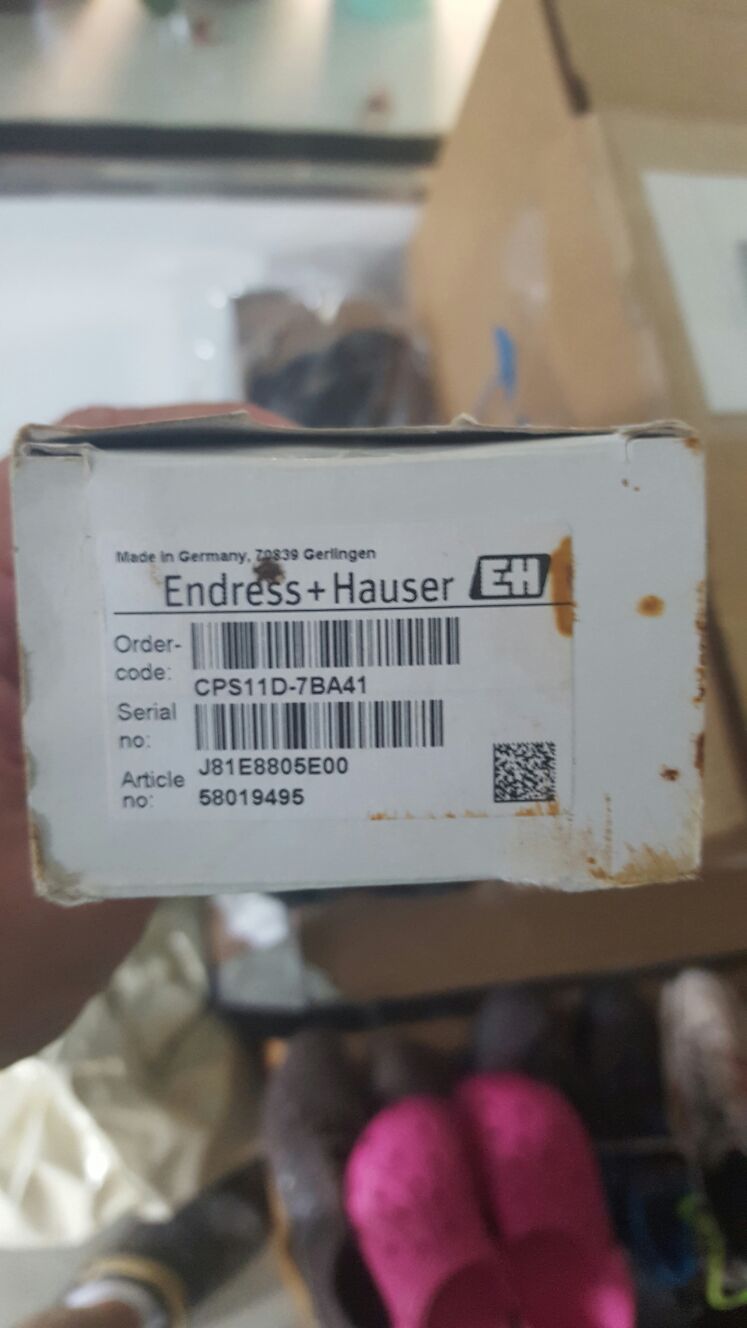 Made in Germany, 70839 Gerlingen
Endress+Hauser EH
Order-
code:
CPS11D-7BA41
Serial
no:
J81E8805E00
Article
no:
58019495